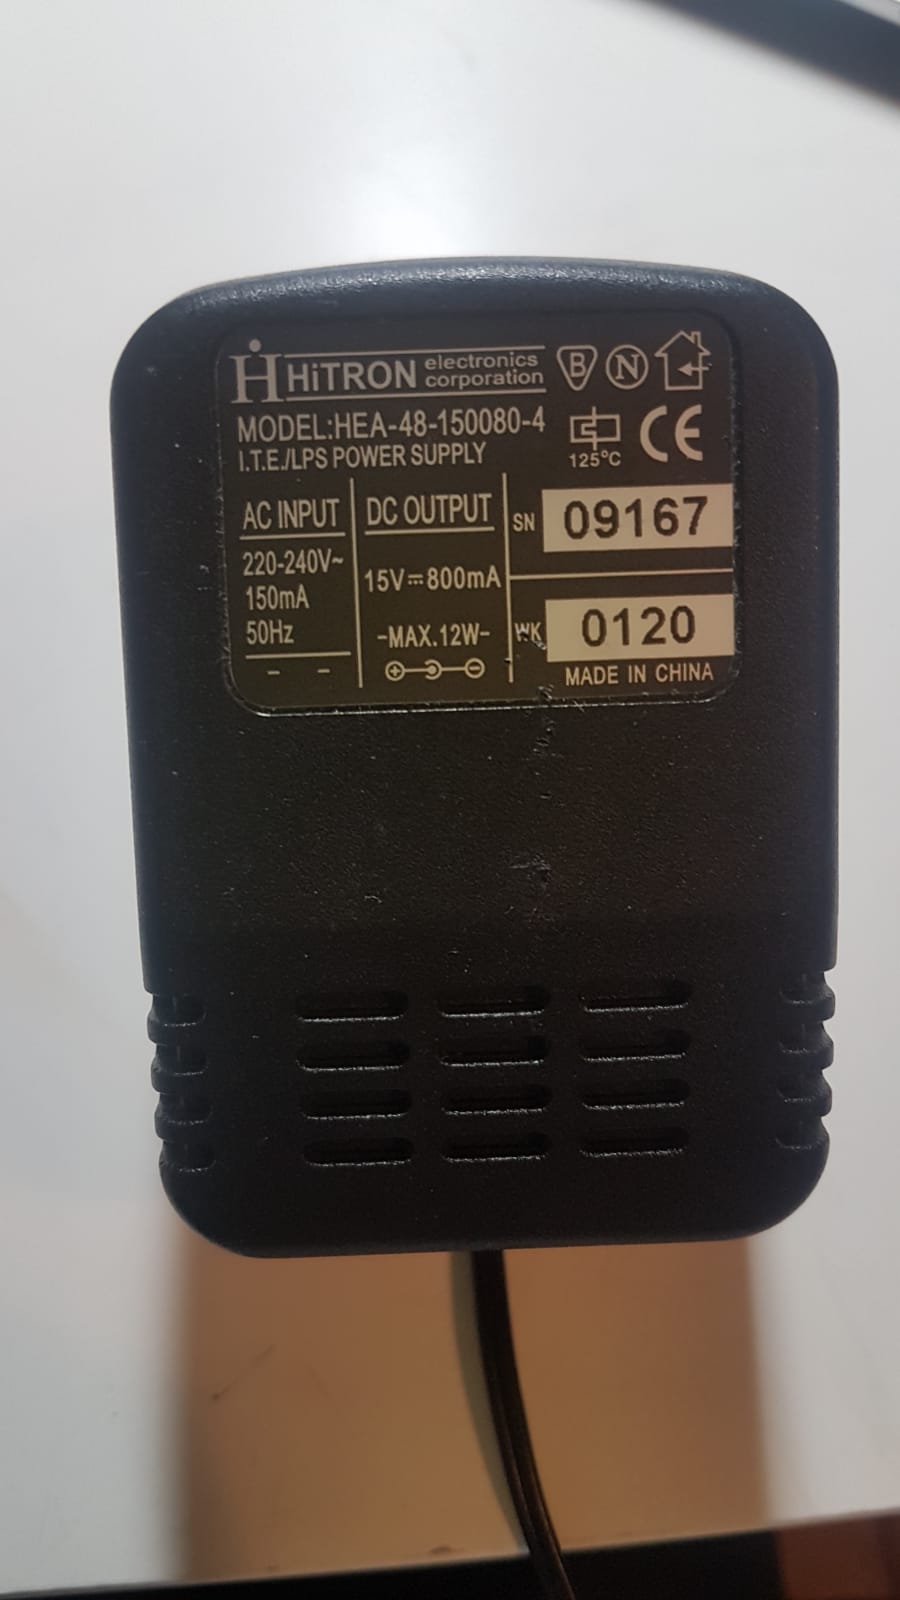 HiTRON electronics corporation B N
MODEL:HEA-48-150080-4
I.T.E./LPS POWER SUPPLY
125°C CE
AC INPUT
220-240V~
150mA
50Hz
- -
DC OUTPUT
15V⎓800mA
-MAX.12W-
+ -
SN 09167
WK 0120
MADE IN CHINA